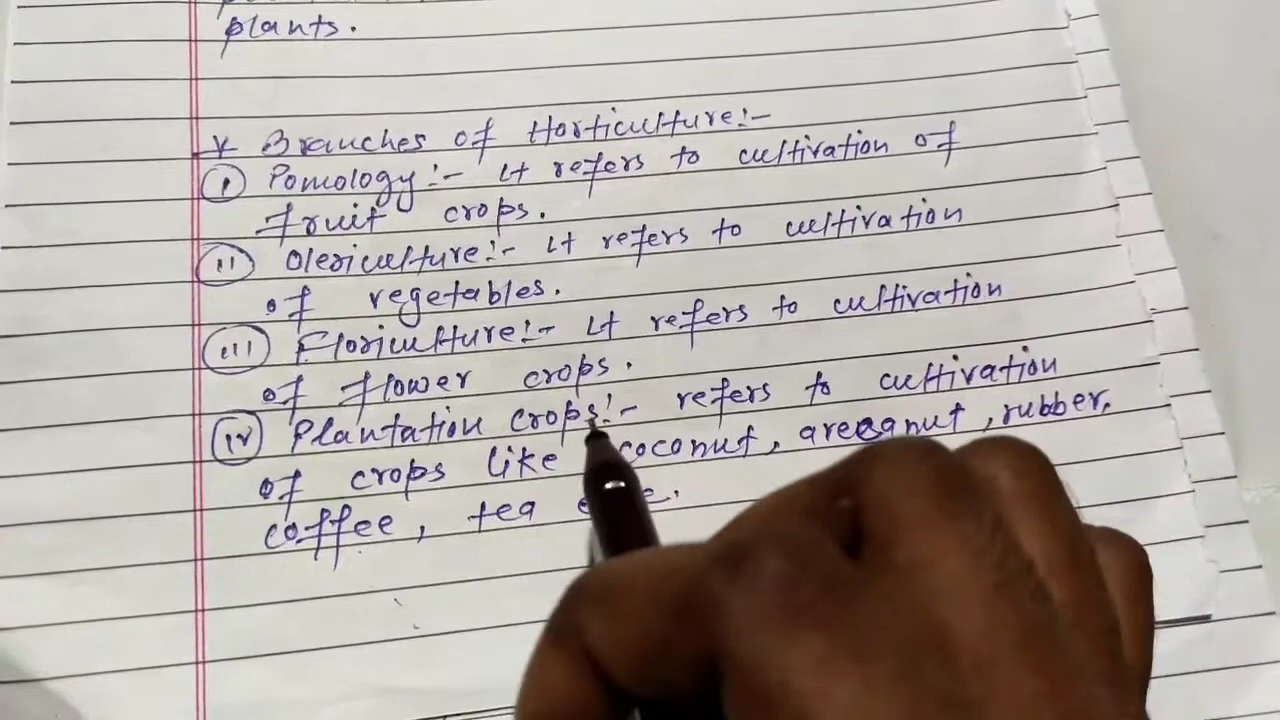 plants.
* Branches of Horticulture:-
(i) Pomology:- It refers to cultivation of
fruit crops.
(ii) Olericulture:- It refers to cultivation
of vegetables.
(iii) Floriculture:- It refers to cultivation
of flower crops.
(iv) Plantation crops:- refers to cultivation
of crops like coconut, arecanut, rubber,
coffee, tea